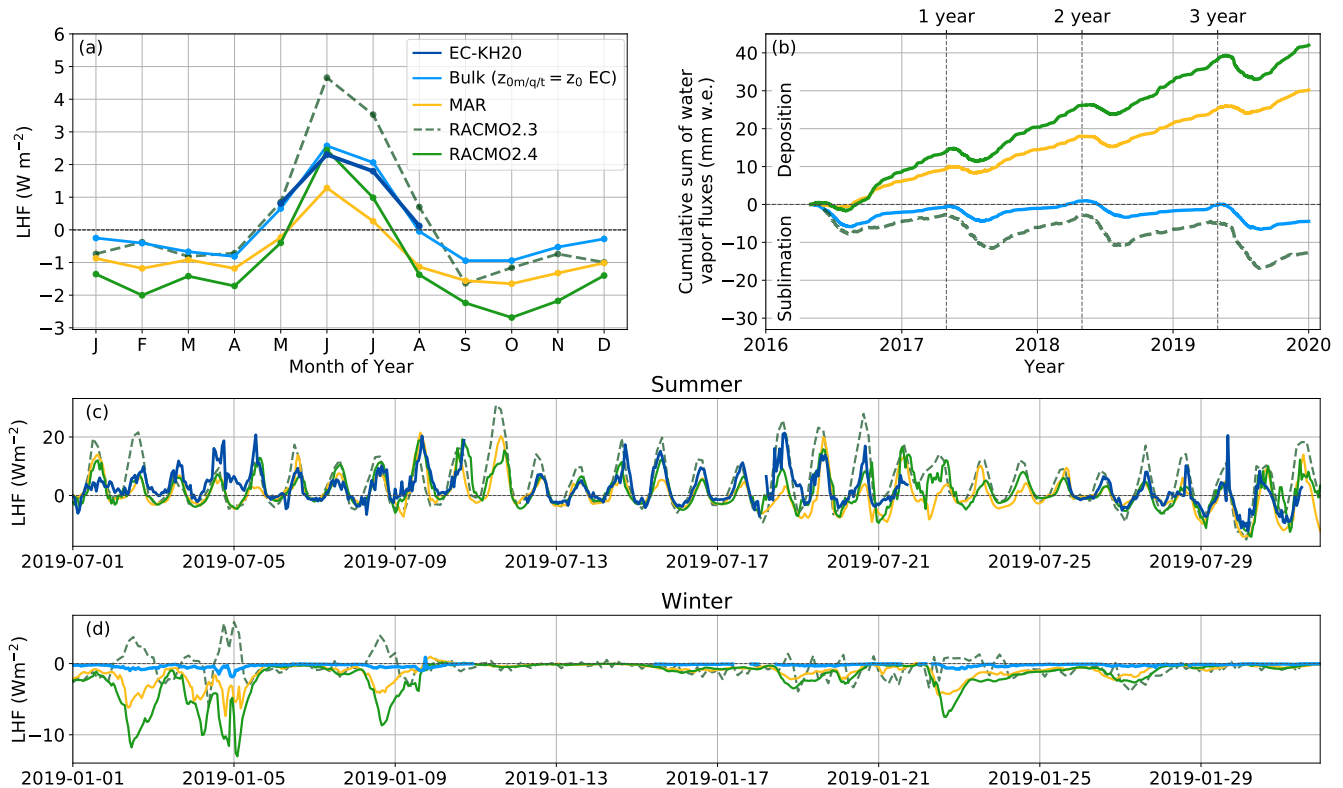 (a)
6
5
4
3
2
1
0
−1
−2
−3
LHF (W m−2)
J F M A M J J A S O N D
Month of Year
EC-KH20
Bulk (z0m/q/t = z0 EC)
MAR
RACMO2.3
RACMO2.4
1 year 2 year 3 year
(b)
40
30
20
10
0
−10
−20
−30
Cumulative sum of water
vapor fluxes (mm w.e.)
Deposition
Sublimation
2016 2017 2018 2019 2020
Year
Summer
(c)
20
0
LHF (Wm−2)
2019-07-01 2019-07-05 2019-07-09 2019-07-13 2019-07-17 2019-07-21 2019-07-25 2019-07-29
Winter
(d)
0
−10
LHF (Wm−2)
2019-01-01 2019-01-05 2019-01-09 2019-01-13 2019-01-17 2019-01-21 2019-01-25 2019-01-29